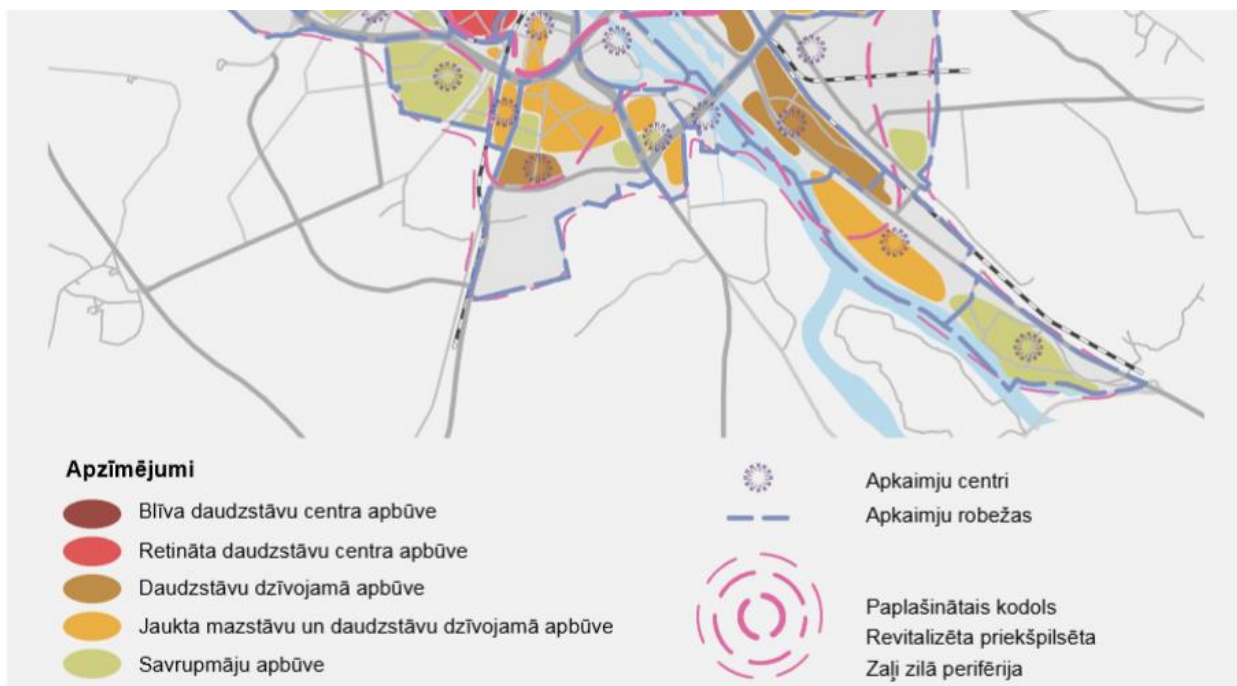 Apzīmējumi
Blīva daudzstāvu centra apbūve
Retināta daudzstāvu centra apbūve
Daudzstāvu dzīvojamā apbūve
Jaukta mazstāvu un daudzstāvu dzīvojamā apbūve
Savrupmāju apbūve
Apkaimju centri
Apkaimju robežas
Paplašinātais kodols
Revitalizēta priekšpilsēta
Zaļi zilā perifērija